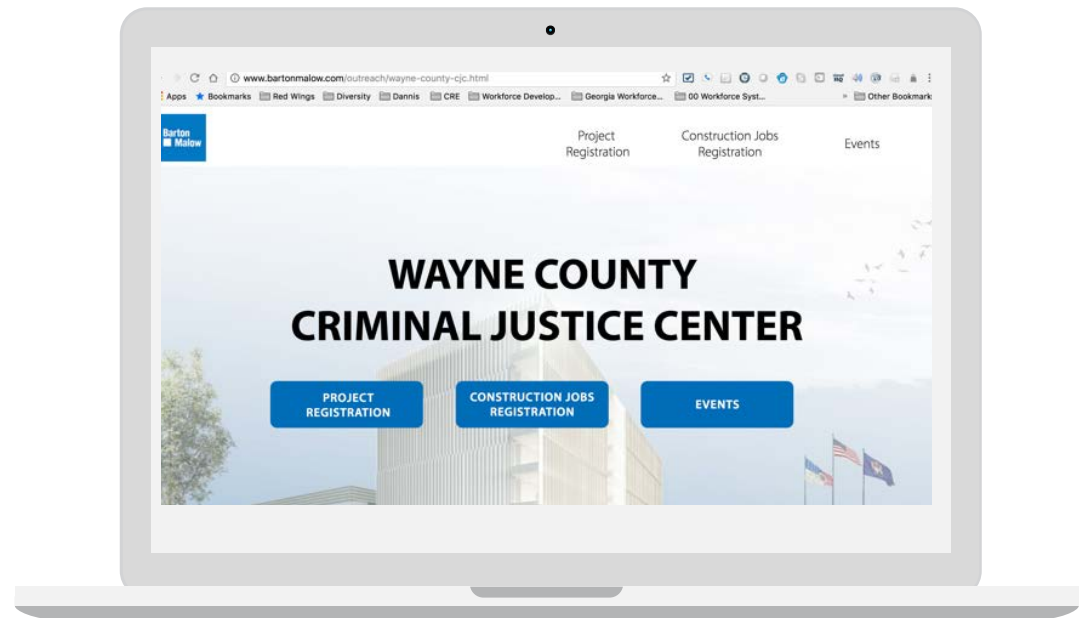 www.bartonmalow.com/outreach/wayne-county-cjc.html
Apps Bookmarks Red Wings Diversity Dannis CRE Workforce Develop... Georgia Workforce... 00 Workforce Syst... » Other Bookmark
Barton
Malow
Project
Registration
Construction Jobs
Registration
Events
WAYNE COUNTY
CRIMINAL JUSTICE CENTER
PROJECT
REGISTRATION
CONSTRUCTION JOBS
REGISTRATION
EVENTS